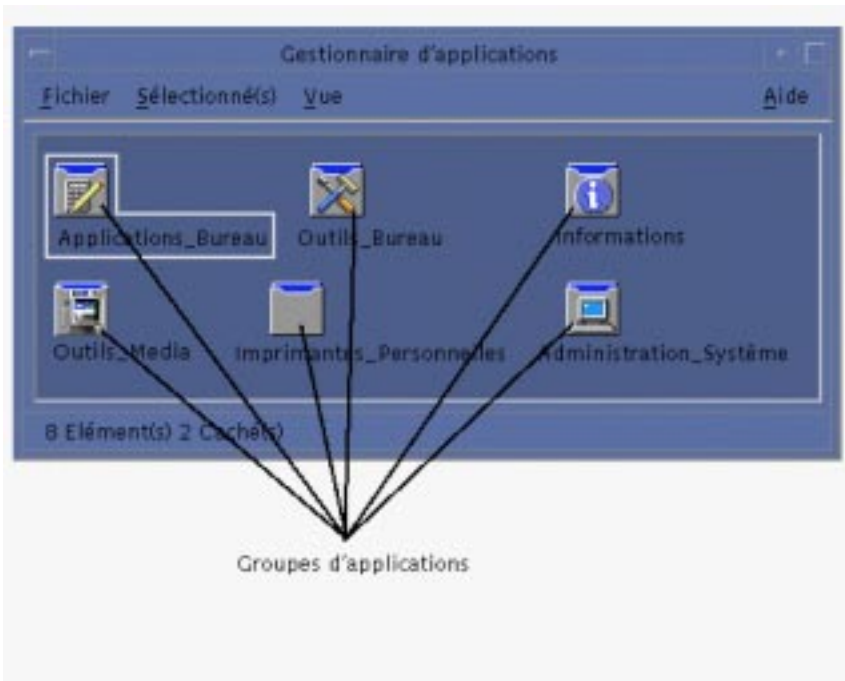 Gestionnaire d'applications
Fichier Sélectionné(s) Vue Aide
Applications_Bureau Outils_Bureau Informations
Outils_Media Imprimantes_Personnelles Administration_Système
8 Elément(s) 2 Caché(s)
Groupes d'applications